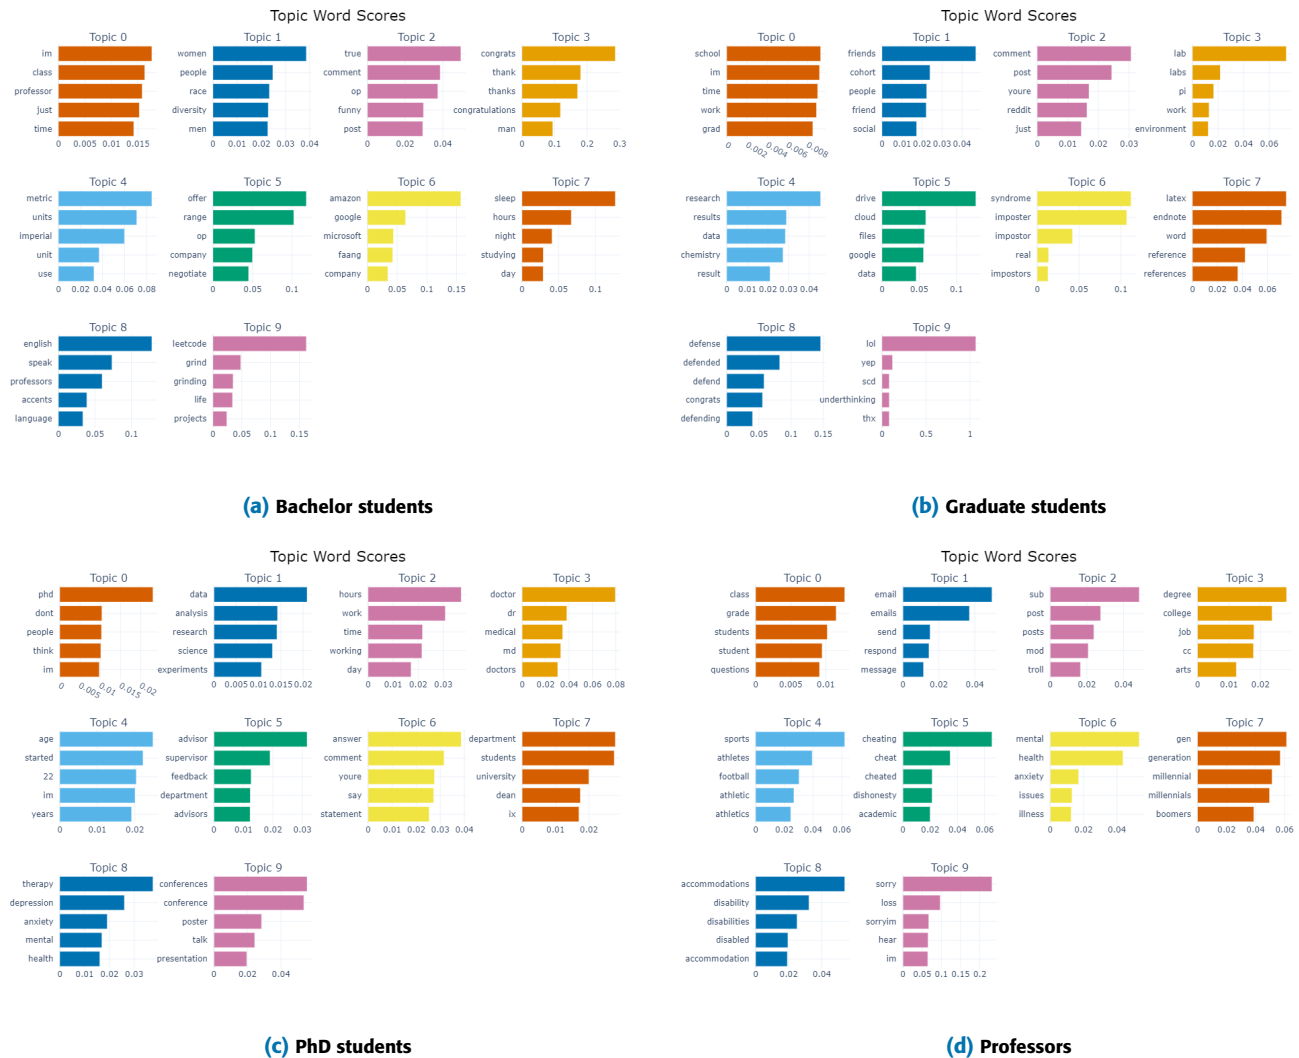 Topic Word Scores
Topic 0 Topic 1 Topic 2 Topic 3
im women true congrats
class people comment thank
professor race op thanks
just diversity funny congratulations
time men post man
0 0.005 0.01 0.015 0 0.01 0.02 0.03 0.04 0 0.02 0.04 0 0.1 0.2 0.3
Topic 4 Topic 5 Topic 6 Topic 7
metric offer amazon sleep
units range google hours
imperial op microsoft night
unit company faang studying
use negotiate company day
0 0.02 0.04 0.06 0.08 0 0.05 0.1 0 0.05 0.1 0.15 0 0.05 0.1
Topic 8 Topic 9
english leetcode
speak grind
professors grinding
accents life
language projects
0 0.05 0.1 0 0.05 0.1 0.15
(a) Bachelor students
Topic Word Scores
Topic 0 Topic 1 Topic 2 Topic 3
school friends comment lab
im cohort post labs
time people youre pi
work friend reddit work
grad social just environment
0 0.002 0.004 0.006 0.008 0 0.01 0.02 0.03 0.04 0 0.01 0.02 0.03 0 0.02 0.04 0.06
Topic 4 Topic 5 Topic 6 Topic 7
research drive syndrome latex
results cloud imposter endnote
data files impostor word
chemistry google real reference
result data impostors references
0 0.01 0.02 0.03 0.04 0 0.05 0.1 0 0.05 0.1 0 0.02 0.04 0.06
Topic 8 Topic 9
defense lol
defended yep
defend scd
congrats underthinking
defending thx
0 0.05 0.1 0.15 0 0.5 1
(b) Graduate students
Topic Word Scores
Topic 0 Topic 1 Topic 2 Topic 3
phd data hours doctor
dont analysis work dr
people research time medical
think science working md
im experiments day doctors
0 0.005 0.01 0.015 0.02 0 0.005 0.01 0.015 0.02 0 0.01 0.02 0.03 0 0.02 0.04 0.06 0.08
Topic 4 Topic 5 Topic 6 Topic 7
age advisor answer department
started supervisor comment students
22 feedback youre university
im department say dean
years advisors statement ix
0 0.01 0.02 0 0.01 0.02 0.03 0 0.01 0.02 0.03 0.04 0 0.01 0.02
Topic 8 Topic 9
therapy conferences
depression conference
anxiety poster
mental talk
health presentation
0 0.01 0.02 0.03 0 0.02 0.04
(c) PhD students
Topic Word Scores
Topic 0 Topic 1 Topic 2 Topic 3
class email sub degree
grade emails post college
students send posts job
student respond mod cc
questions message troll arts
0 0.005 0.01 0 0.02 0.04 0 0.02 0.04 0 0.01 0.02
Topic 4 Topic 5 Topic 6 Topic 7
sports cheating mental gen
athletes cheat health generation
football cheated anxiety millennial
athletic dishonesty issues millennials
athletics academic illness boomers
0 0.02 0.04 0.06 0 0.02 0.04 0.06 0 0.02 0.04 0 0.02 0.04 0.06
Topic 8 Topic 9
accommodations sorry
disability loss
disabilities sorryim
disabled hear
accommodation im
0 0.02 0.04 0 0.05 0.1 0.15 0.2
(d) Professors